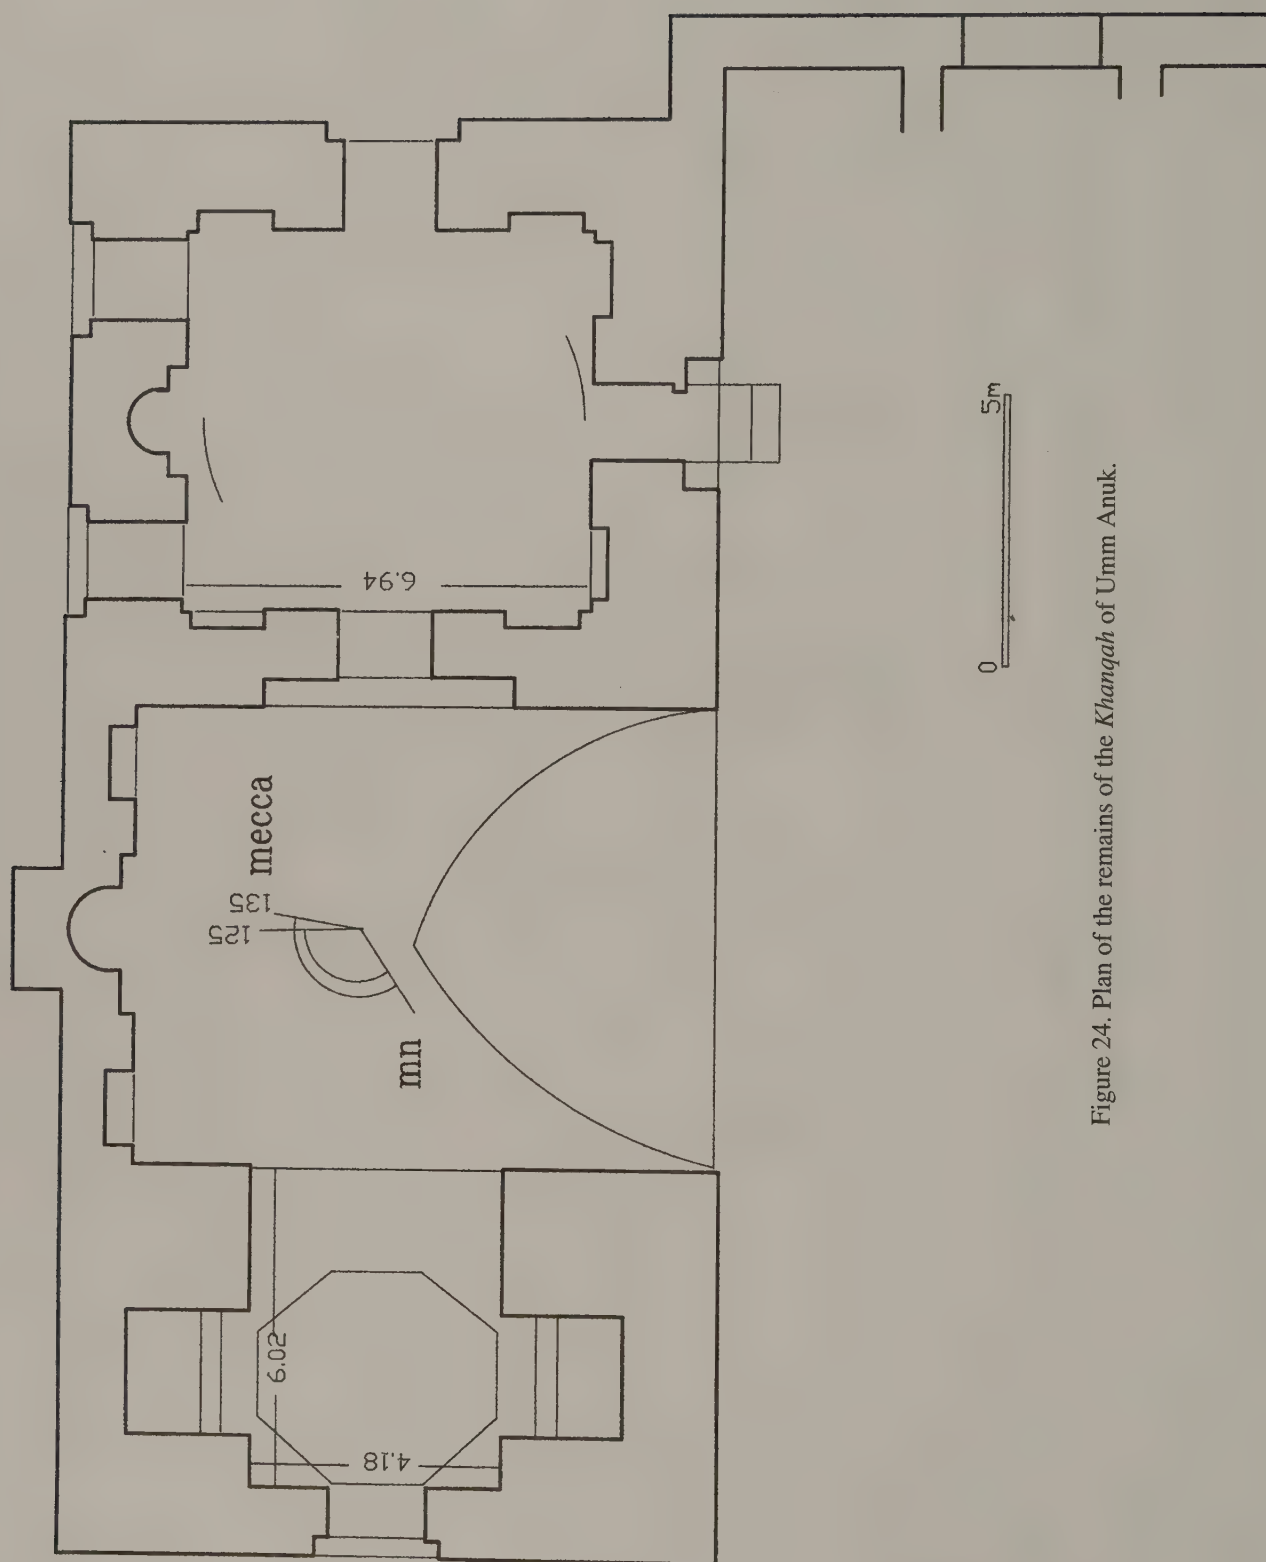 6.94
mecca
135
125
mn
6.02
4.18
0
5m
Figure 24. Plan of the remains of the Khanqah of Umm Anuk.